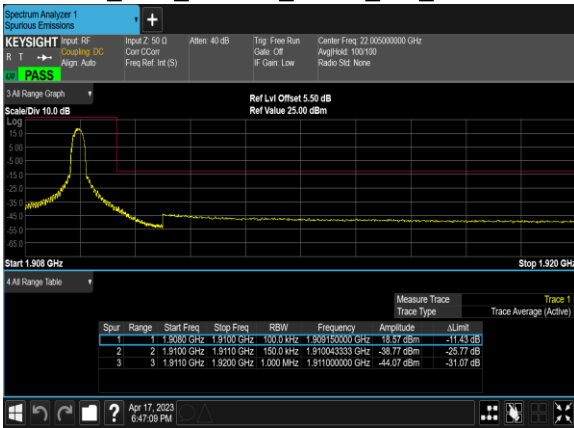 Spectrum Analyzer 1
Spurious Emissions
+
KEYSIGHT Input: RF Input Z: 50 Ω Atten: 40 dB Trig: Free Run Center Freq: 22.005000000 GHz
R T Coupling: DC Corr CCorr Gate: Off Avg|Hold: 100/100
Align: Auto Freq Ref: Int (S) IF Gain: Low Radio Std: None
PASS
3 All Range Graph
Ref Lvl Offset 5.50 dB
Scale/Div 10.0 dB Ref Value 25.00 dBm
Log
15.0
5.00
-5.00
-15.0
-25.0
-35.0
-45.0
-55.0
-65.0
Start 1.908 GHz Stop 1.920 GHz
4 All Range Table
Measure Trace Trace 1
Trace Type Trace Average (Active)
Spur Range Start Freq Stop Freq RBW Frequency Amplitude ΔLimit
1 1 1.9080 GHz 1.9100 GHz 100.0 kHz 1.909150000 GHz 18.57 dBm -11.43 dB
2 2 1.9100 GHz 1.9110 GHz 150.0 kHz 1.910043333 GHz -38.77 dBm -25.77 dB
3 3 1.9110 GHz 1.9200 GHz 1.000 MHz 1.911000000 GHz -44.07 dBm -31.07 dB
? Apr 17, 2023
6:47:09 PM